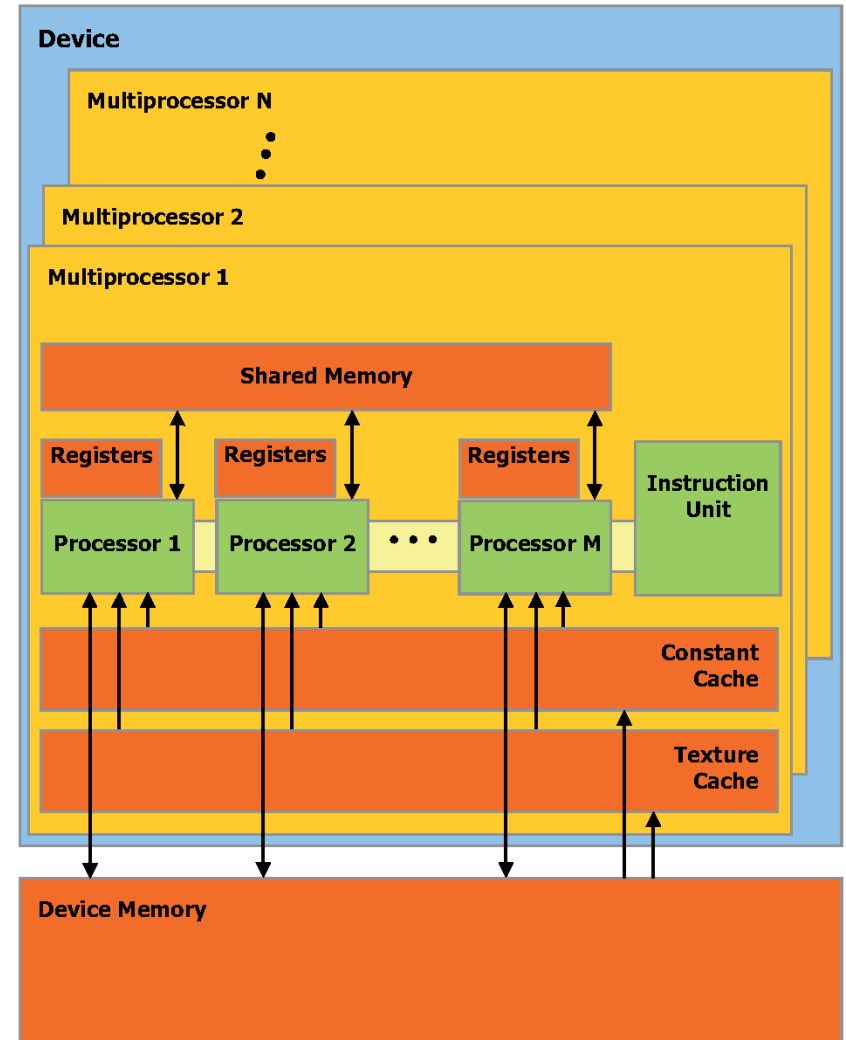 Device
Multiprocessor N
Multiprocessor 2
Multiprocessor 1
Shared Memory
Registers
Registers
Registers
Instruction
Unit
Processor 1
Processor 2
Processor M
Constant
Cache
Texture
Cache
Device Memory